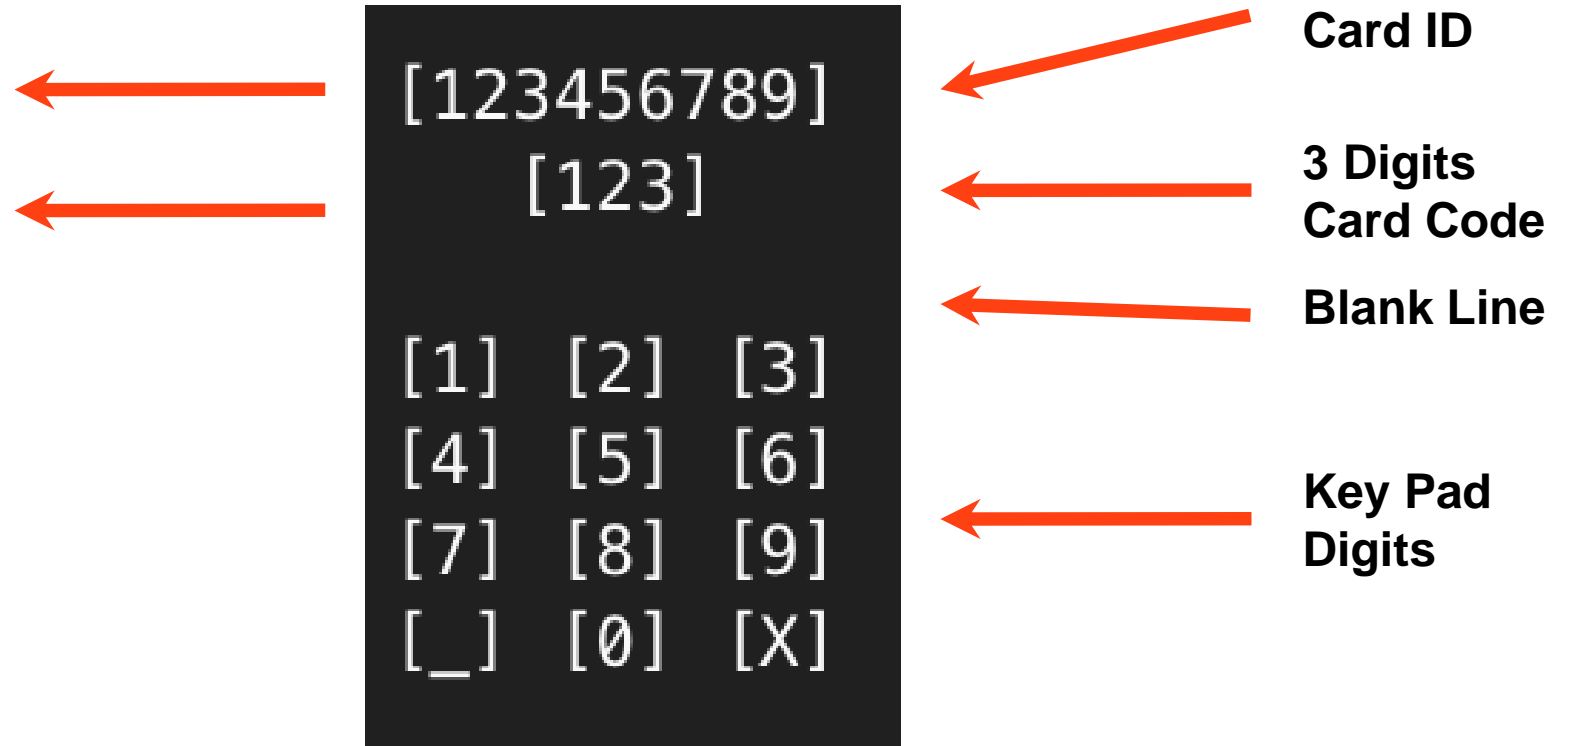 [123456789]
[123]
[1] [2] [3]
[4] [5] [6]
[7] [8] [9]
[_] [0] [X]
Card ID
3 Digits
Card Code
Blank Line
Key Pad
Digits